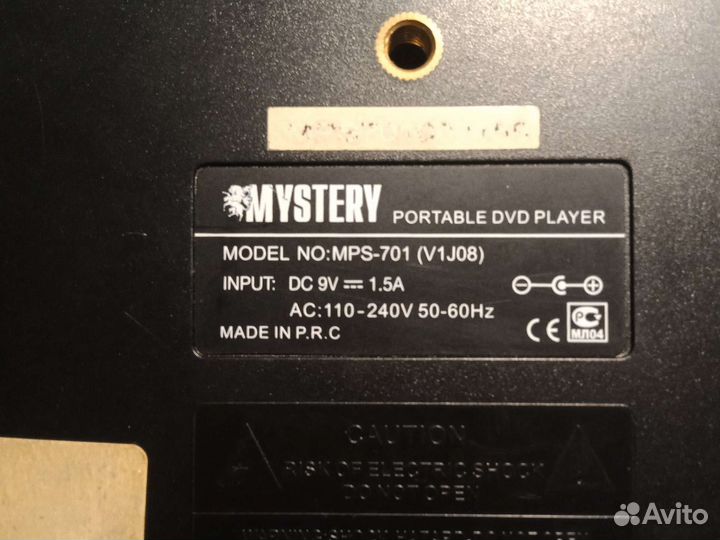 MYSTERY PORTABLE DVD PLAYER
MODEL NO:MPS-701 (V1J08)
INPUT: DC 9V 1.5A
AC:110-240V 50-60Hz
MADE IN P.R.C
CE PC
МЛ04
CAUTION
RISK OF ELECTRIC SHOCK
DO NOT OPEN
Avito